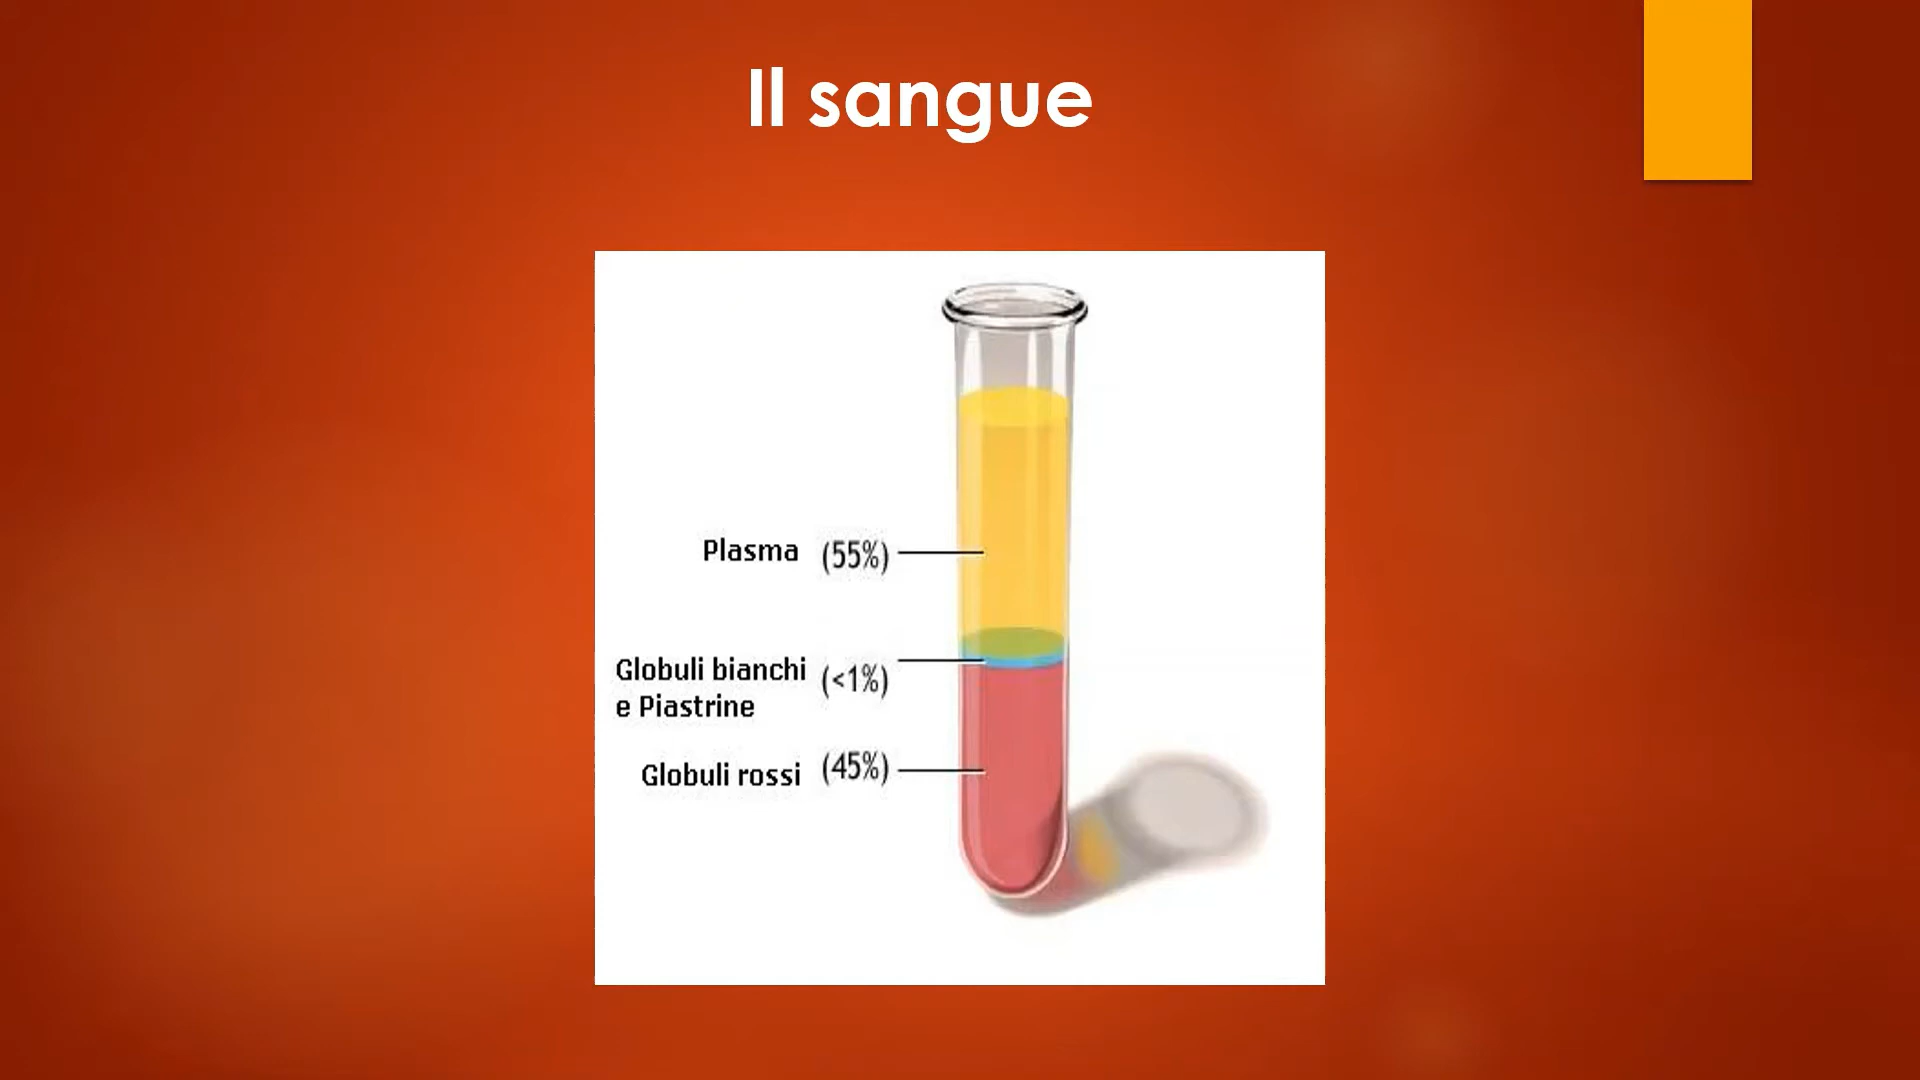 Il sangue
Plasma (55%)
Globuli bianchi (<1%)
e Piastrine
Globuli rossi (45%)